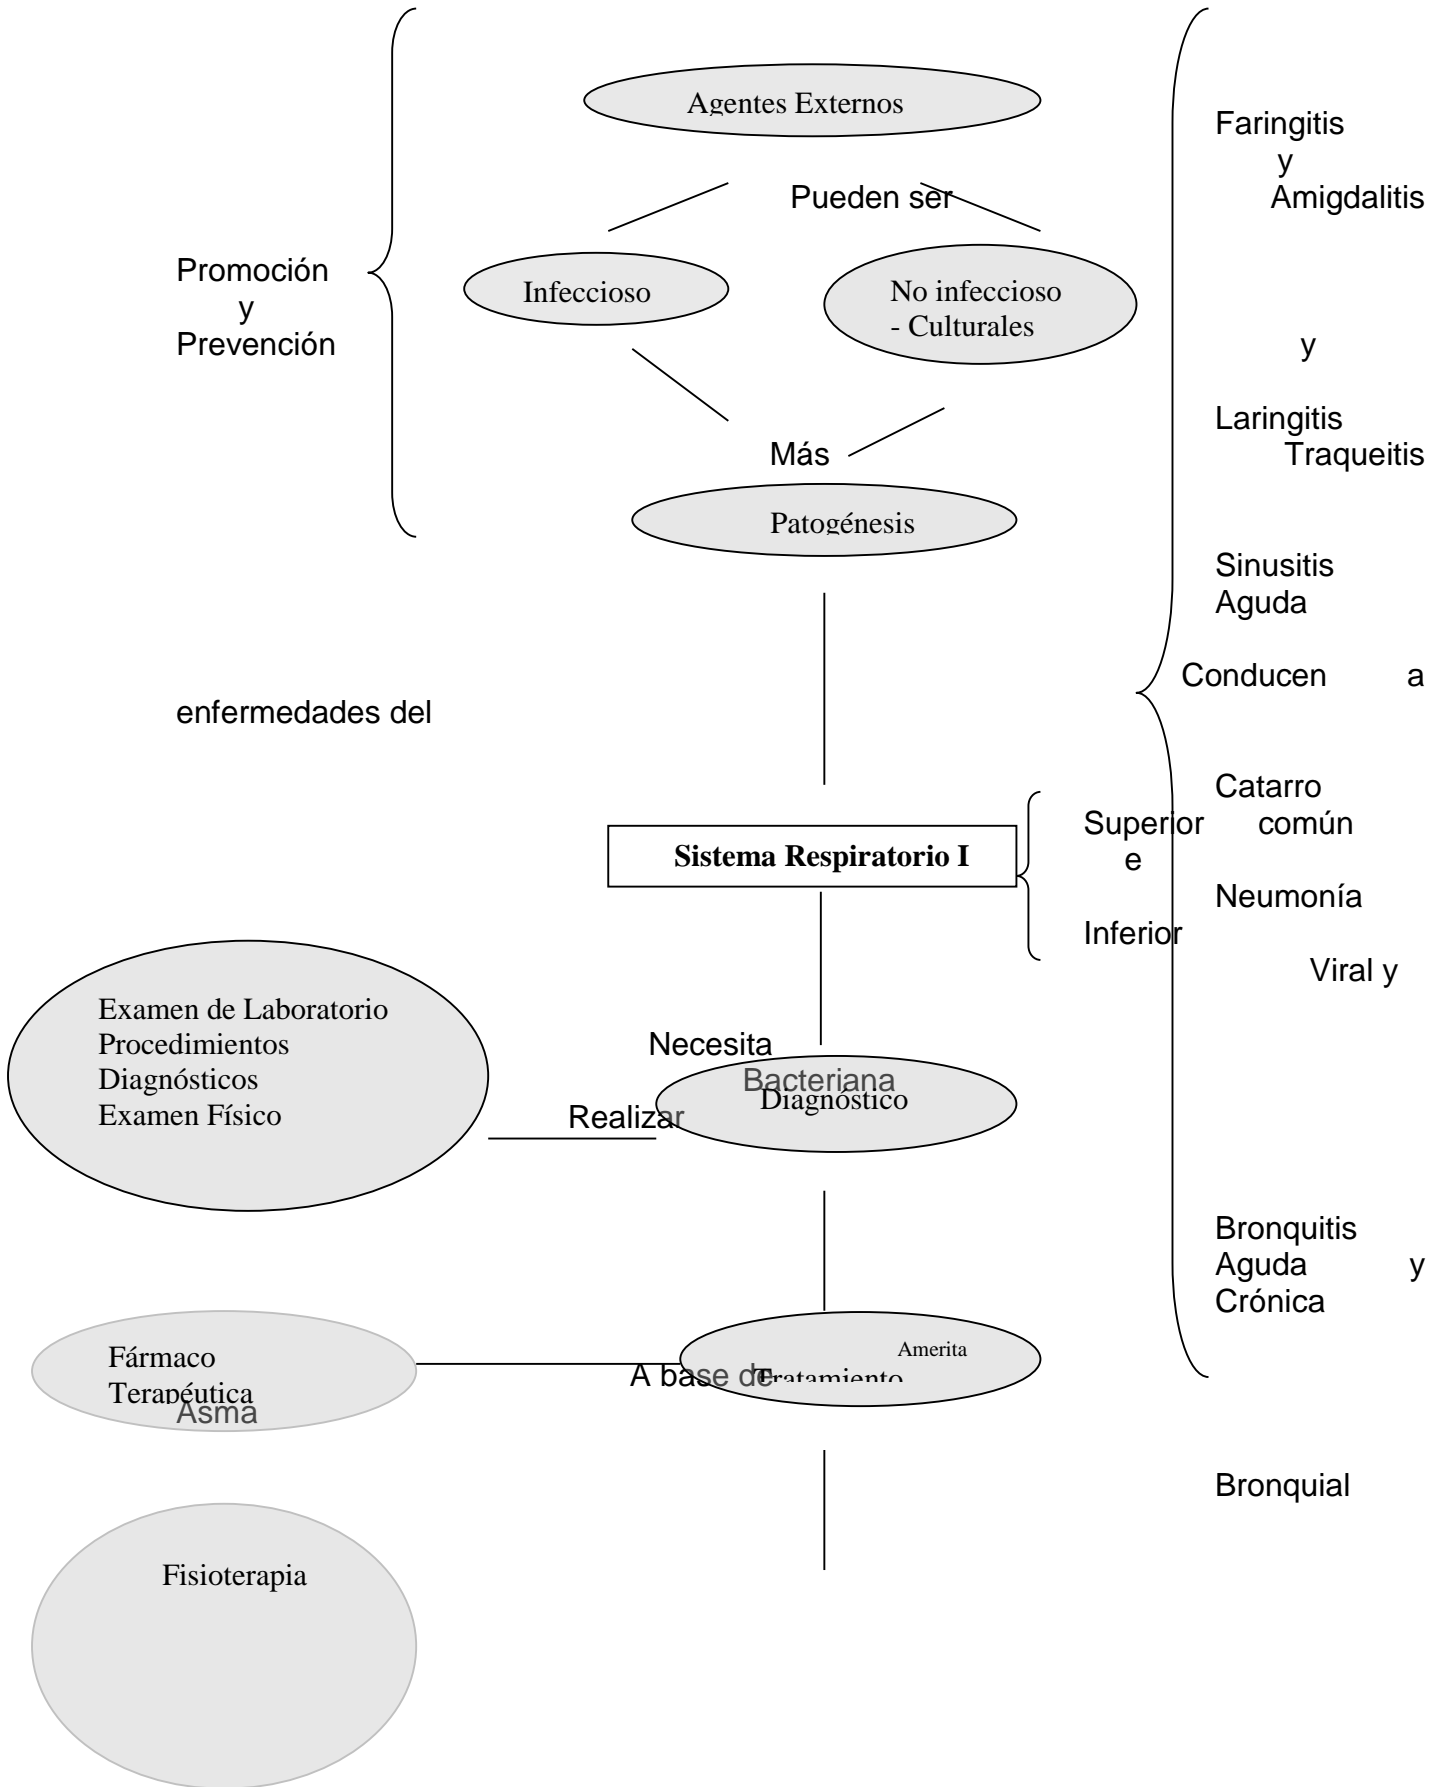 Agentes Externos
Faringitis
y
Pueden ser
Amigdalitis
Promoción
y
Prevención
Infeccioso
No infeccioso
- Culturales
y
Laringitis
Más
Traqueitis
Patogénesis
Sinusitis
Aguda
Conducen a
enfermedades del
Catarro
Superior común
e
Sistema Respiratorio I
Neumonía
Inferior
Viral y
Examen de Laboratorio
Procedimientos
Diagnósticos
Examen Físico
Necesita
Bacteriana
Diagnóstico
Realizar
Bronquitis
Aguda y
Crónica
Amerita
Fármaco
Terapéutica
A base de
Tratamiento
Asma
Bronquial
Fisioterapia